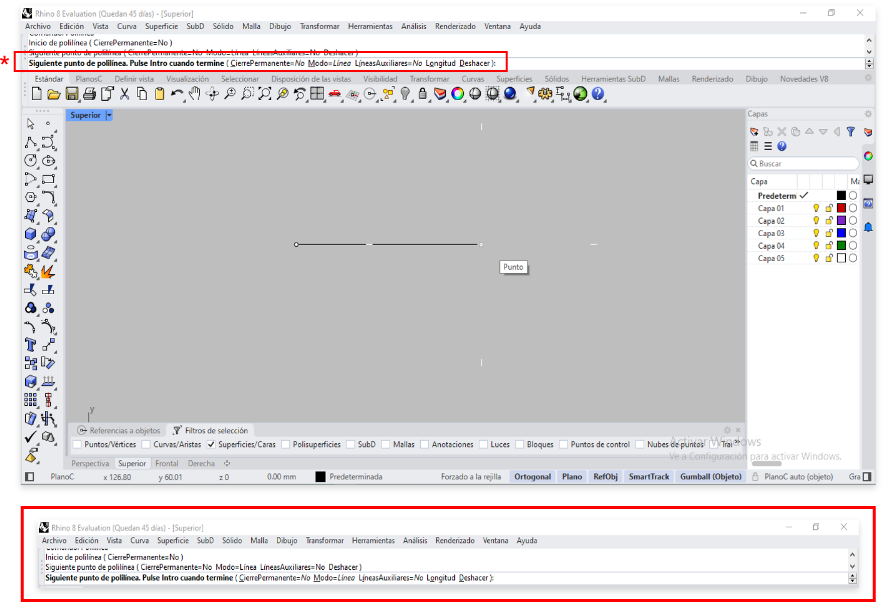 Rhino 8 Evaluation (Quedan 45 días) - [Superior]
Archivo Edición Vista Curva Superficie SubD Sólido Malla Dibujo Transformar Herramientas Análisis Renderizado Ventana Ayuda
Inicio de polilínea ( CierrePermanente=No )
Siguiente punto de polilínea ( CierrePermanente=No Modo=Línea LíneasAuxiliares=No Deshacer )
* Siguiente punto de polilínea. Pulse Intro cuando termine ( CierrePermanente=No Modo=Línea LíneasAuxiliares=No Longitud Deshacer ):
Estándar PlanosC Definir vista Visualización Seleccionar Disposición de las vistas Visibilidad Transformar Curvas Superficies Sólidos Herramientas SubD Mallas Renderizado Dibujo Novedades V8
Superior
Capas
Buscar
Capa Ma
Predeterm
Capa 01
Capa 02
Capa 03
Capa 04
Capa 05
Punto
y
Referencias a objetos Filtros de selección
Puntos/Vértices Curvas/Aristas Superficies/Caras Polisuperficies SubD Mallas Anotaciones Luces Bloques Puntos de control Nubes de puntos Tral
Activar Windows
Ve a Configuración para activar Windows.
Perspectiva Superior Frontal Derecha
PlanoC x 126.80 y 60.01 z 0 0.00 mm Predeterminada Forzado a la rejilla Ortogonal Plano RefObj SmartTrack Gumball (Objeto) PlanoC auto (objeto) Gra
Rhino 8 Evaluation (Quedan 45 días) - [Superior]
Archivo Edición Vista Curva Superficie SubD Sólido Malla Dibujo Transformar Herramientas Análisis Renderizado Ventana Ayuda
Inicio de polilínea ( CierrePermanente=No )
Siguiente punto de polilínea ( CierrePermanente=No Modo=Línea LíneasAuxiliares=No Deshacer )
Siguiente punto de polilínea. Pulse Intro cuando termine ( CierrePermanente=No Modo=Línea LíneasAuxiliares=No Longitud Deshacer ):